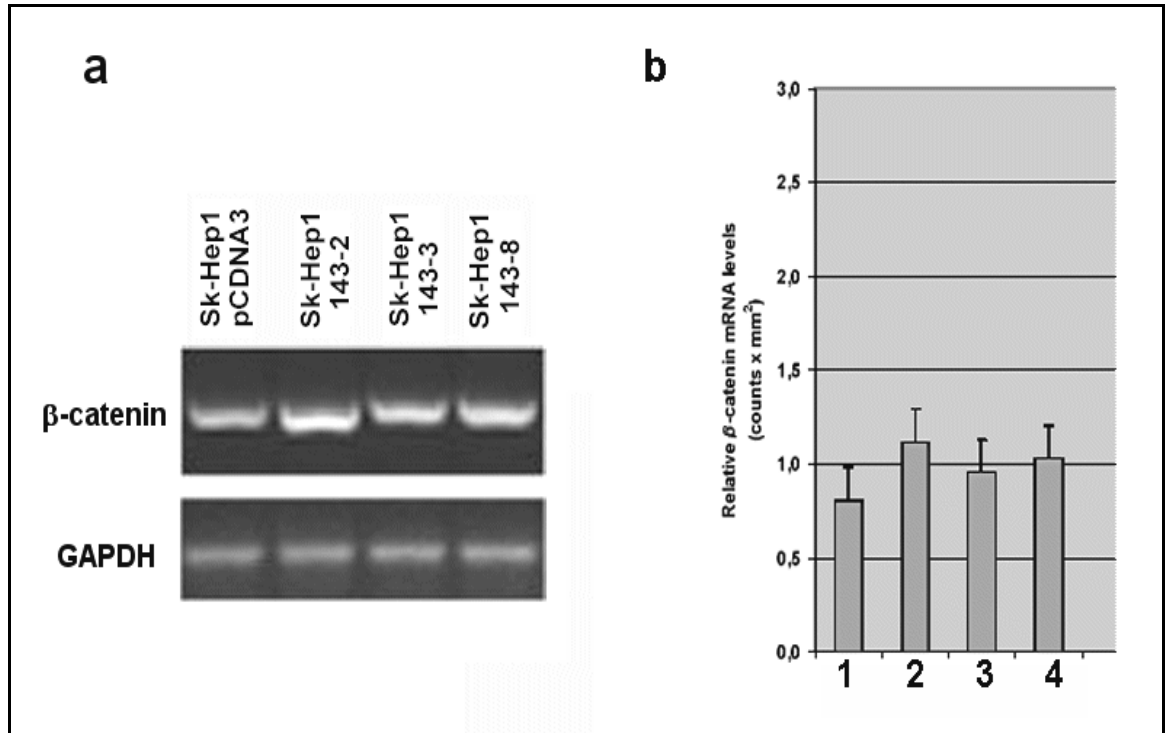 a
Sk-Hep1
pCDNA3
Sk-Hep1
143-2
Sk-Hep1
143-3
Sk-Hep1
143-8
β-catenin
GAPDH
b
Relative β-catenin mRNA levels
(counts x mm²)
3,0
2,5
2,0
1,5
1,0
0,5
0,0
1 2 3 4